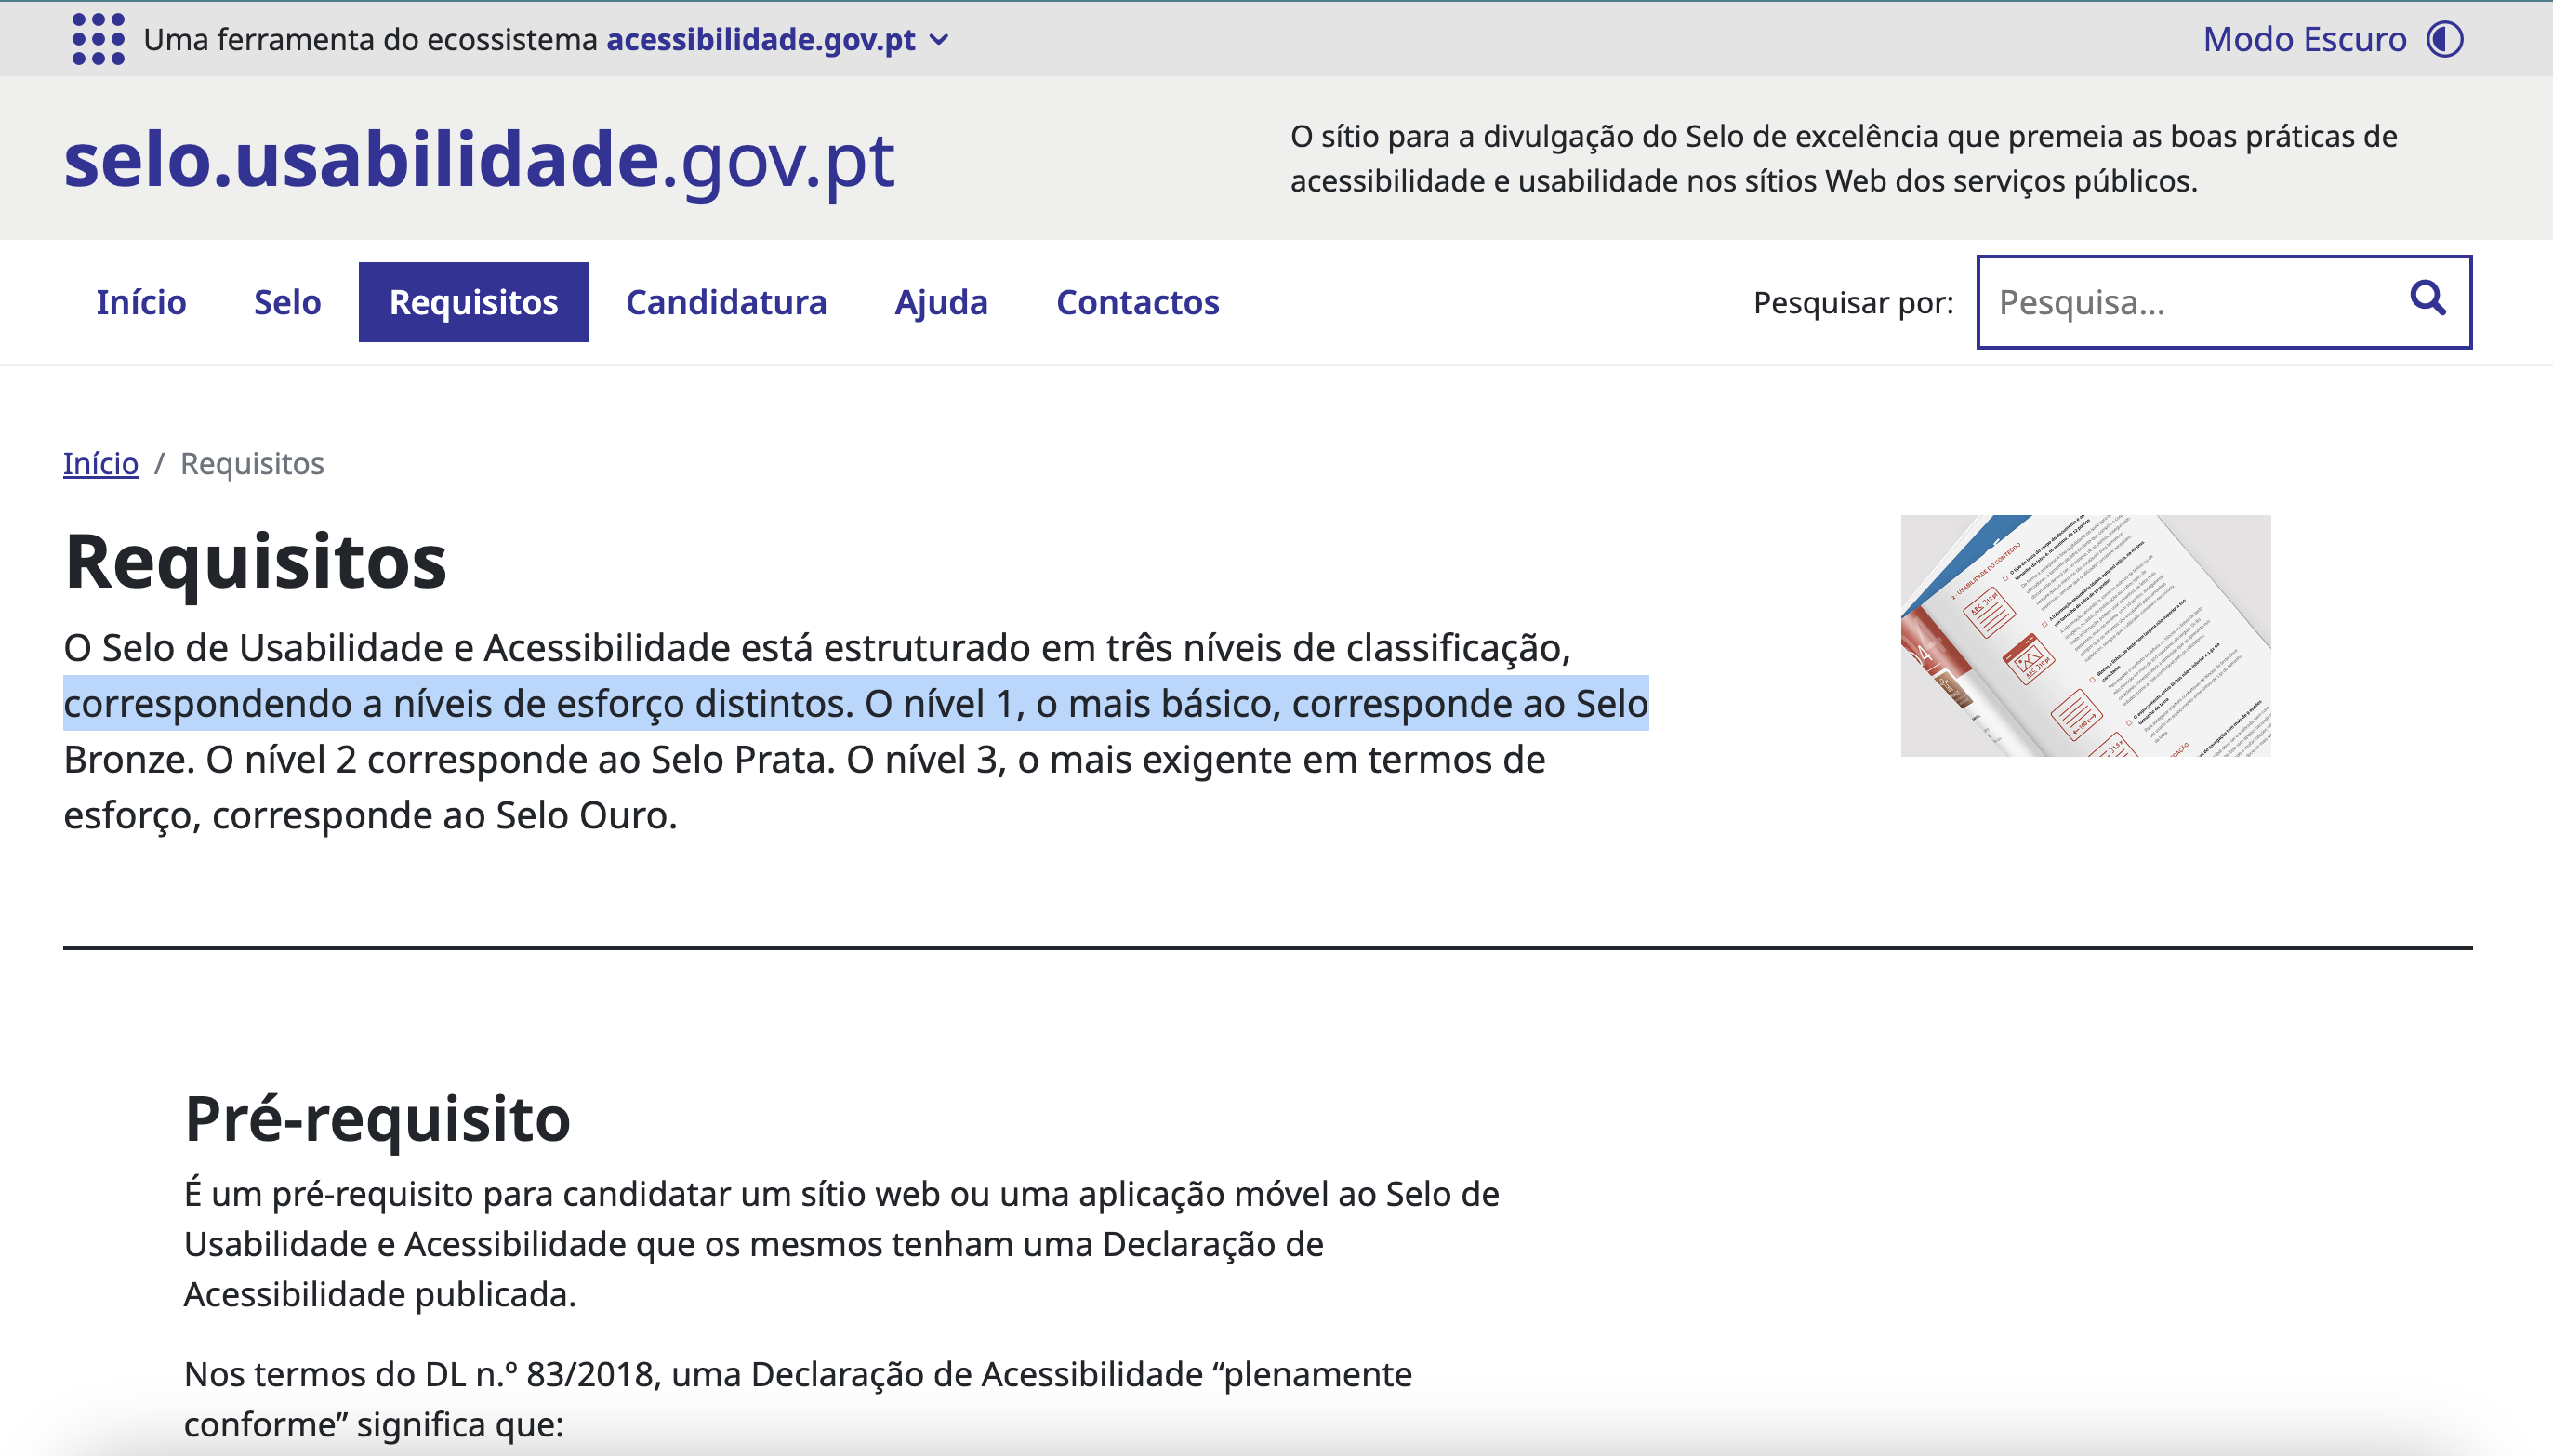 Uma ferramenta do ecossistema acessibilidade.gov.pt
Modo Escuro
selo.usabilidade.gov.pt
O sítio para a divulgação do Selo de excelência que premeia as boas práticas de
acessibilidade e usabilidade nos sítios Web dos serviços públicos.
Início Selo Requisitos Candidatura Ajuda Contactos
Pesquisar por: Pesquisa...
Início / Requisitos
Requisitos
O Selo de Usabilidade e Acessibilidade está estruturado em três níveis de classificação,
correspondendo a níveis de esforço distintos. O nível 1, o mais básico, corresponde ao Selo
Bronze. O nível 2 corresponde ao Selo Prata. O nível 3, o mais exigente em termos de
esforço, corresponde ao Selo Ouro.
Pré-requisito
É um pré-requisito para candidatar um sítio web ou uma aplicação móvel ao Selo de
Usabilidade e Acessibilidade que os mesmos tenham uma Declaração de
Acessibilidade publicada.
Nos termos do DL n.º 83/2018, uma Declaração de Acessibilidade “plenamente
conforme” significa que: